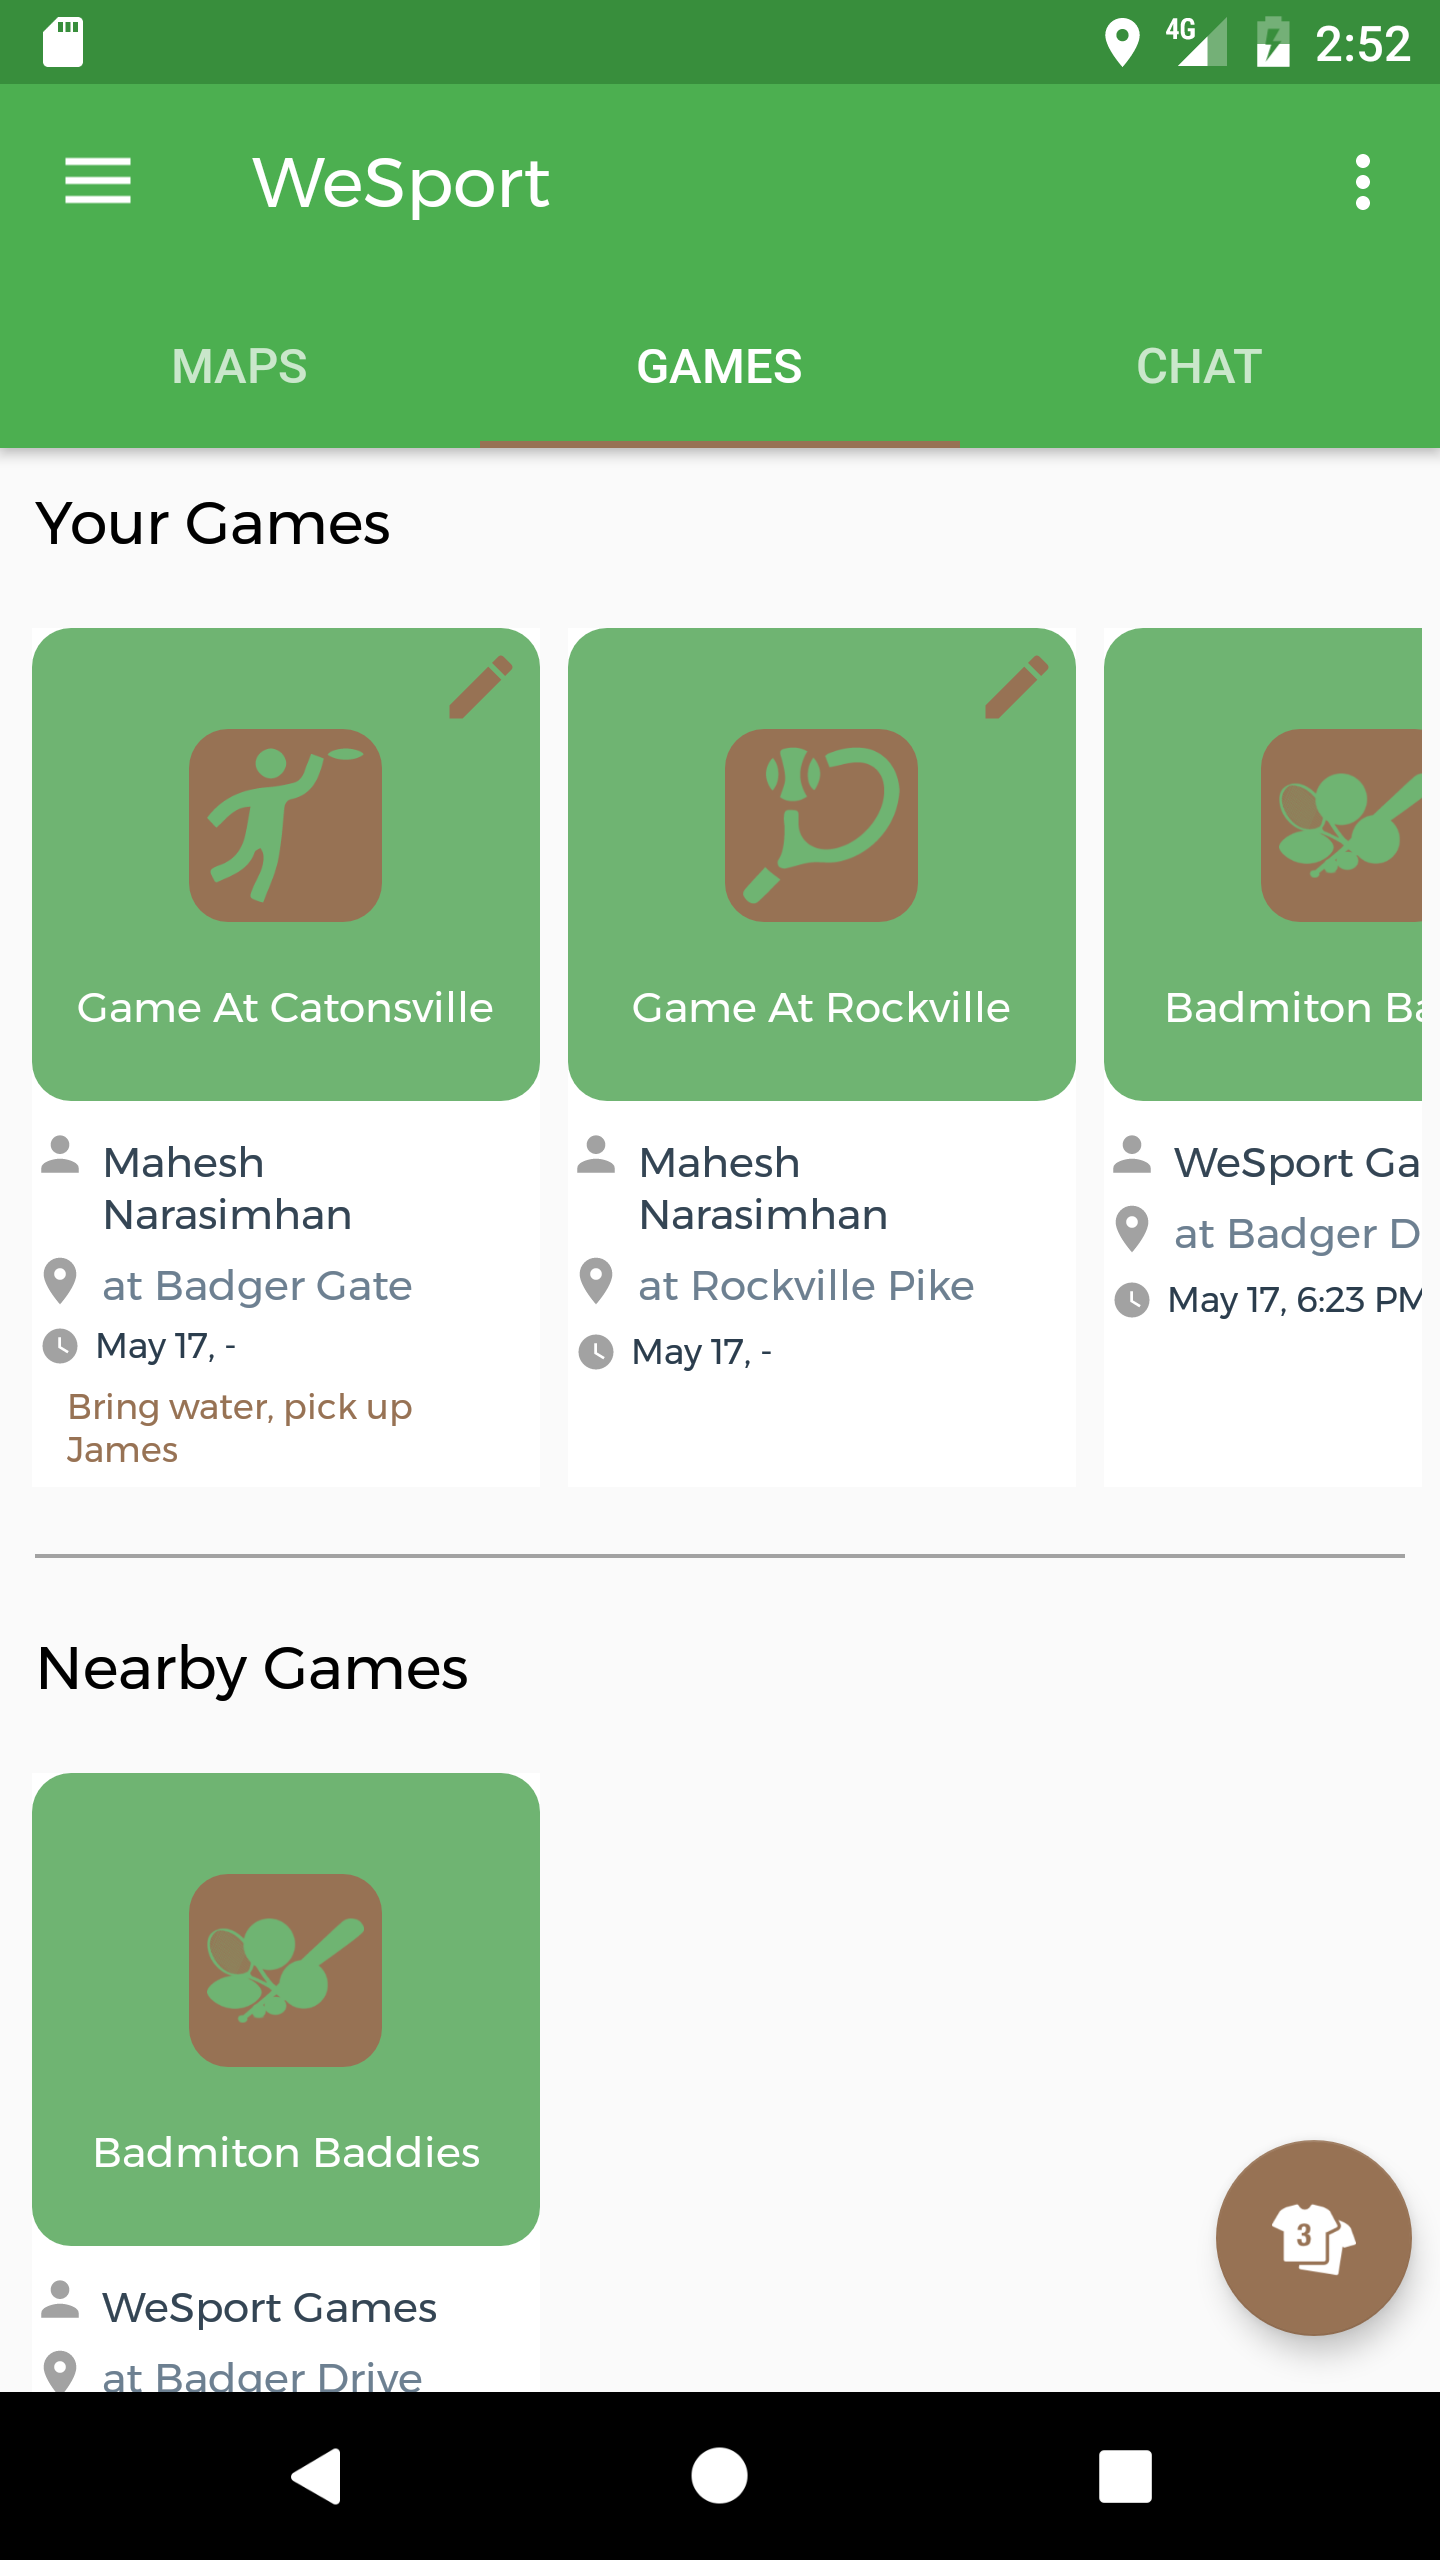 4G 2:52
WeSport
MAPS GAMES CHAT
Your Games
Game At Catonsville
Mahesh
Narasimhan
at Badger Gate
May 17, -
Bring water, pick up
James
Game At Rockville
Mahesh
Narasimhan
at Rockville Pike
May 17, -
Badmiton Ba
WeSport Ga
at Badger D
May 17, 6:23 PM
Nearby Games
Badmiton Baddies
WeSport Games
at Badger Drive
3